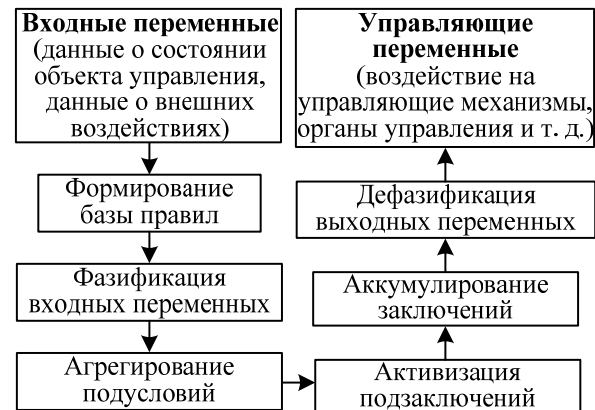 Входные переменные
(данные о состоянии
объекта управления,
данные о внешних
воздействиях)
Формирование
базы правил
Фазификация
входных переменных
Агрегирование
подусловий
Активизация
подзаключений
Аккумулирование
заключений
Дефазификация
выходных переменных
Управляющие
переменные
(воздействие на
управляющие механизмы,
органы управления и т. д.)